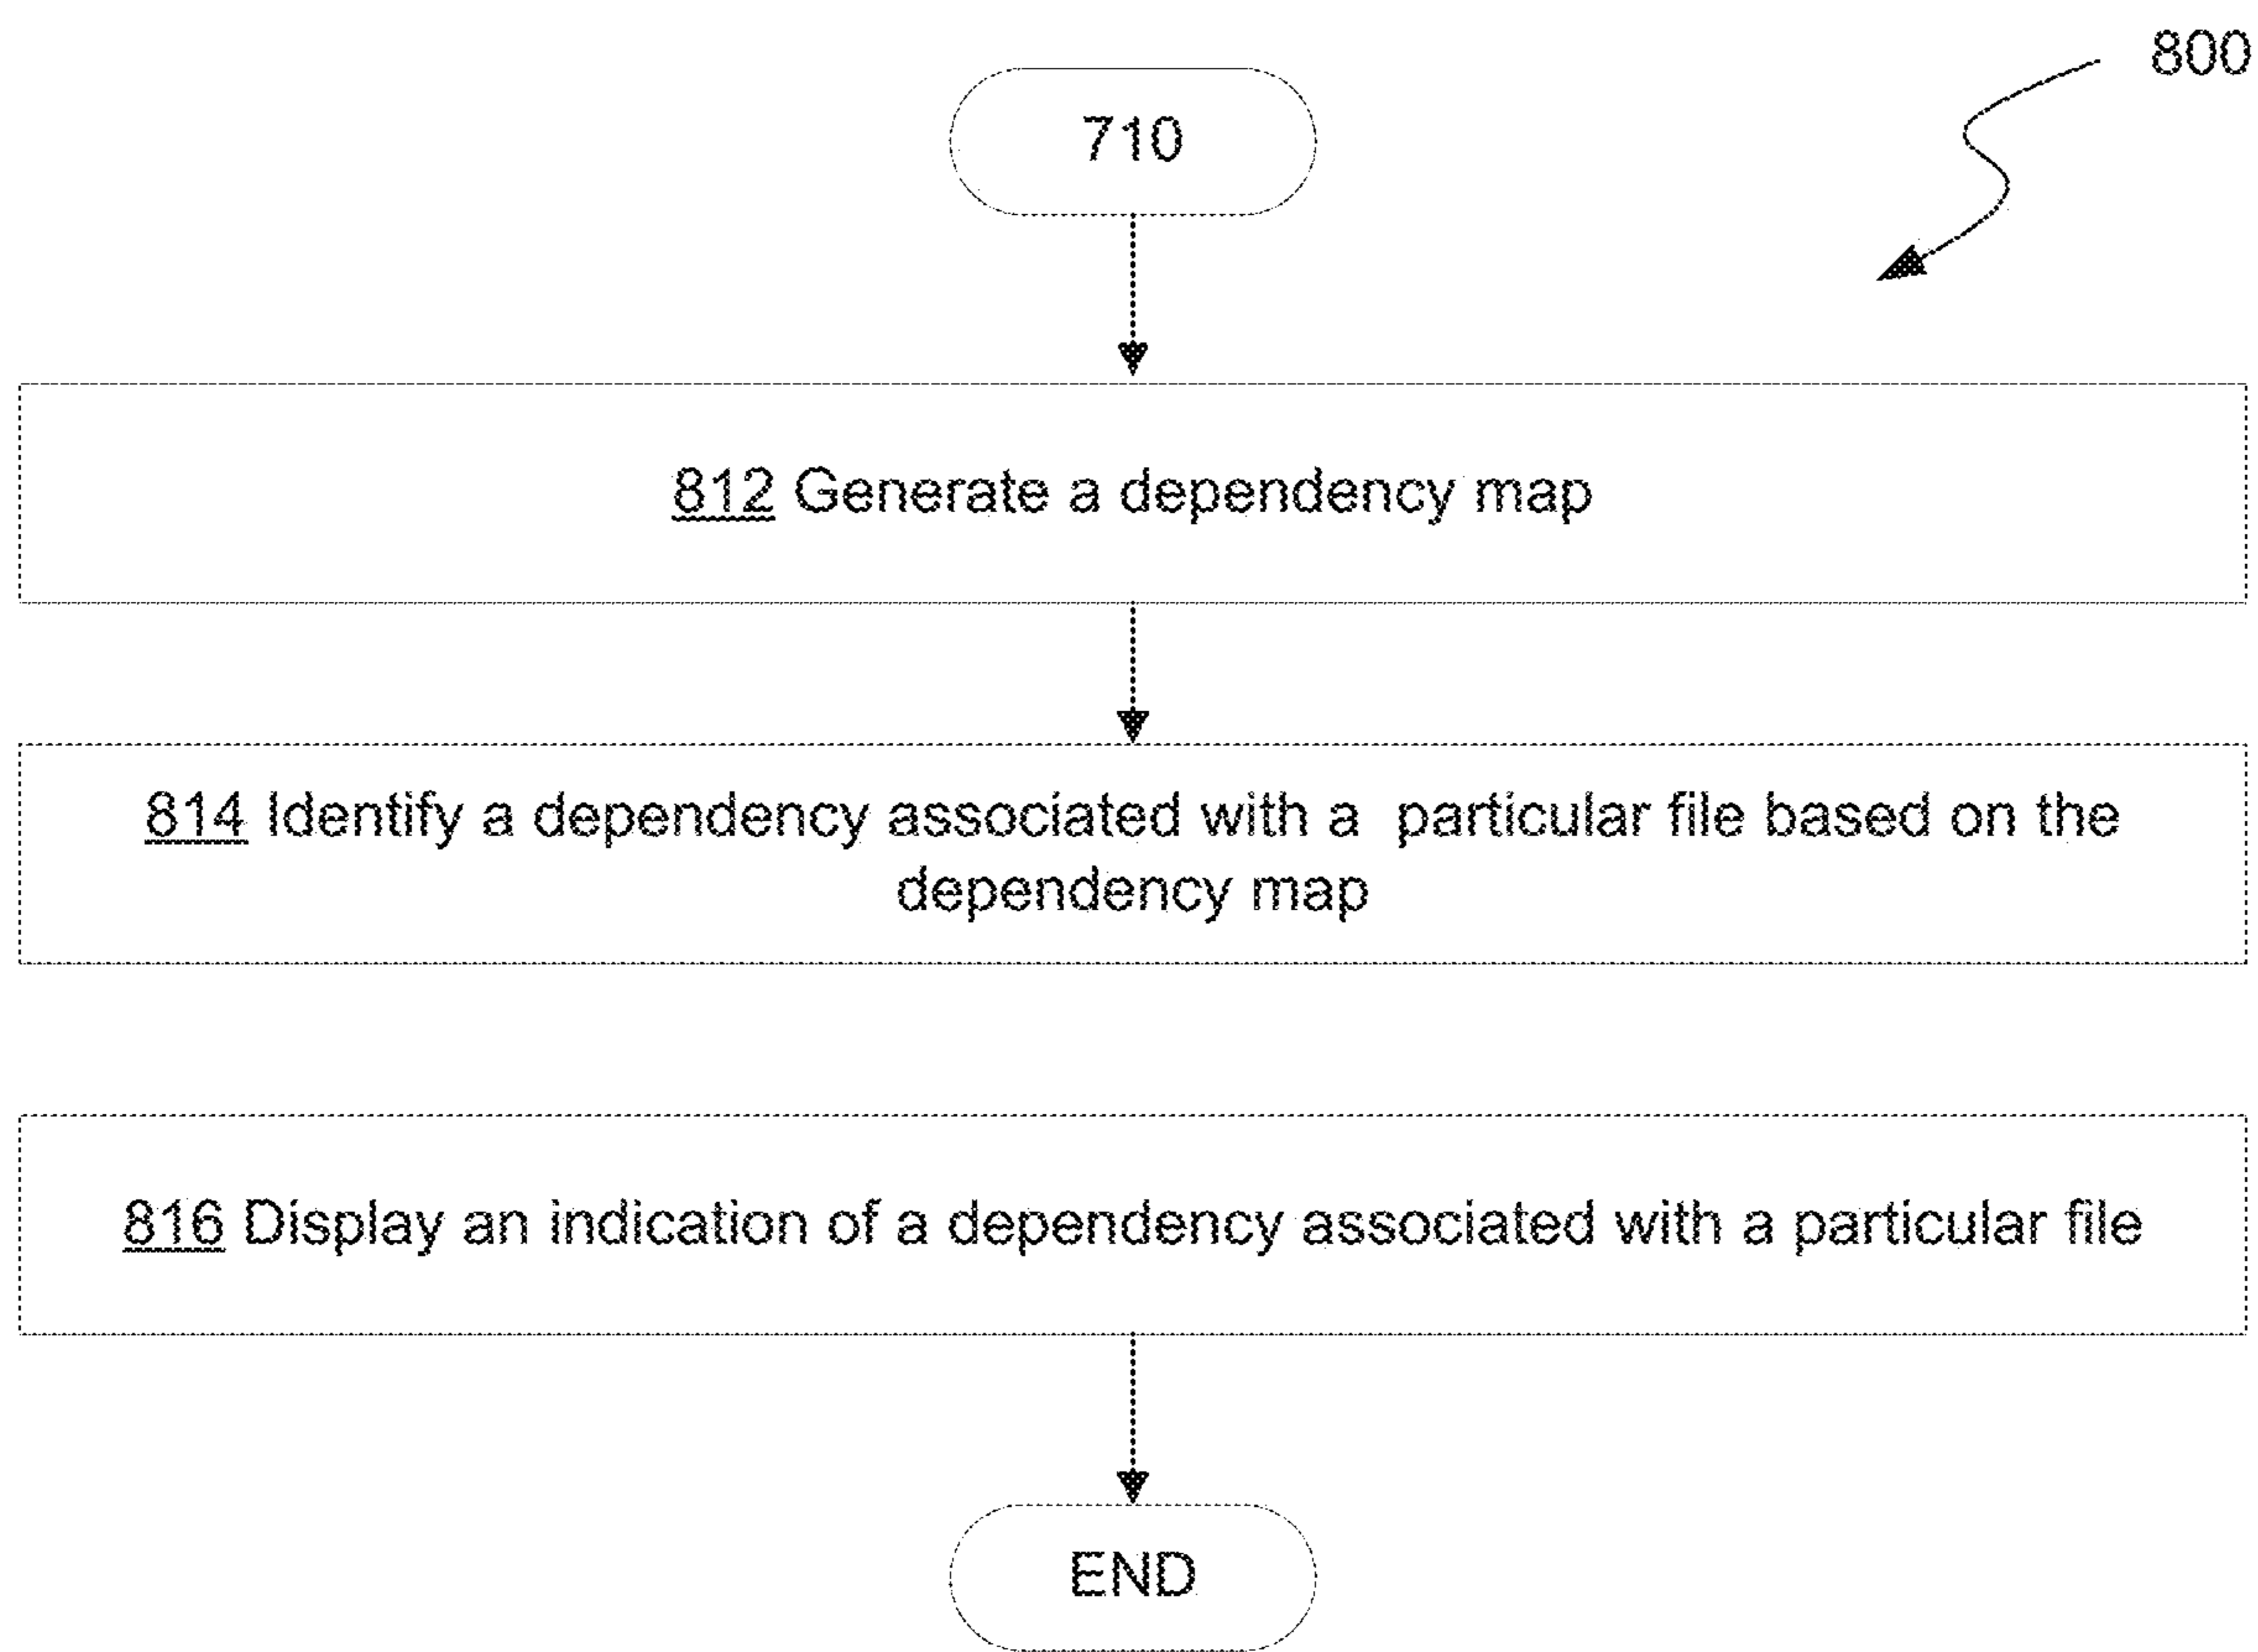 800
710
812 Generate a dependency map
814 Identify a dependency associated with a particular file based on the
dependency map
816 Display an indication of a dependency associated with a particular file
END